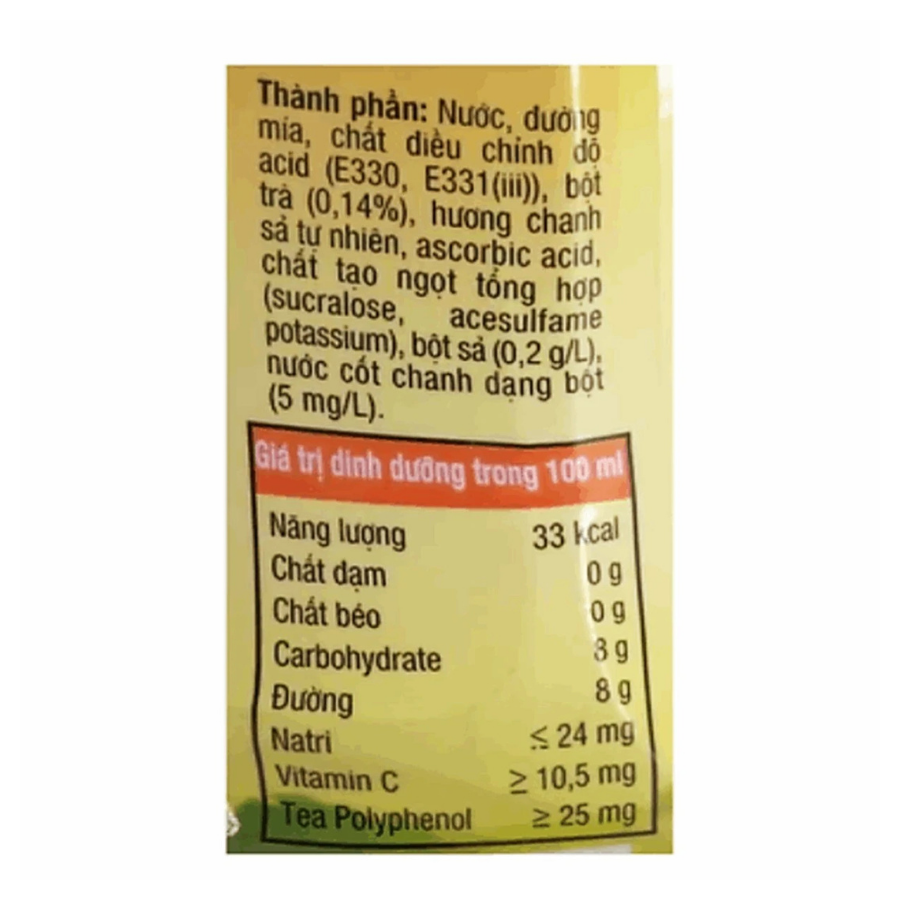 Thành phần: Nước, đường
mía, chất điều chỉnh độ
acid (E330, E331(iii)), bột
trà (0,14%), hương chanh
sả tự nhiên, ascorbic acid,
chất tạo ngọt tổng hợp
(sucralose, acesulfame
potassium), bột sả (0,2 g/L),
nước cốt chanh dạng bột
(5 mg/L).
Giá trị dinh dưỡng trong 100 ml
Năng lượng 33 kcal
Chất đạm 0 g
Chất béo 0 g
Carbohydrate 8 g
Đường 8 g
Natri ≤ 24 mg
Vitamin C ≥ 10,5 mg
Tea Polyphenol ≥ 25 mg